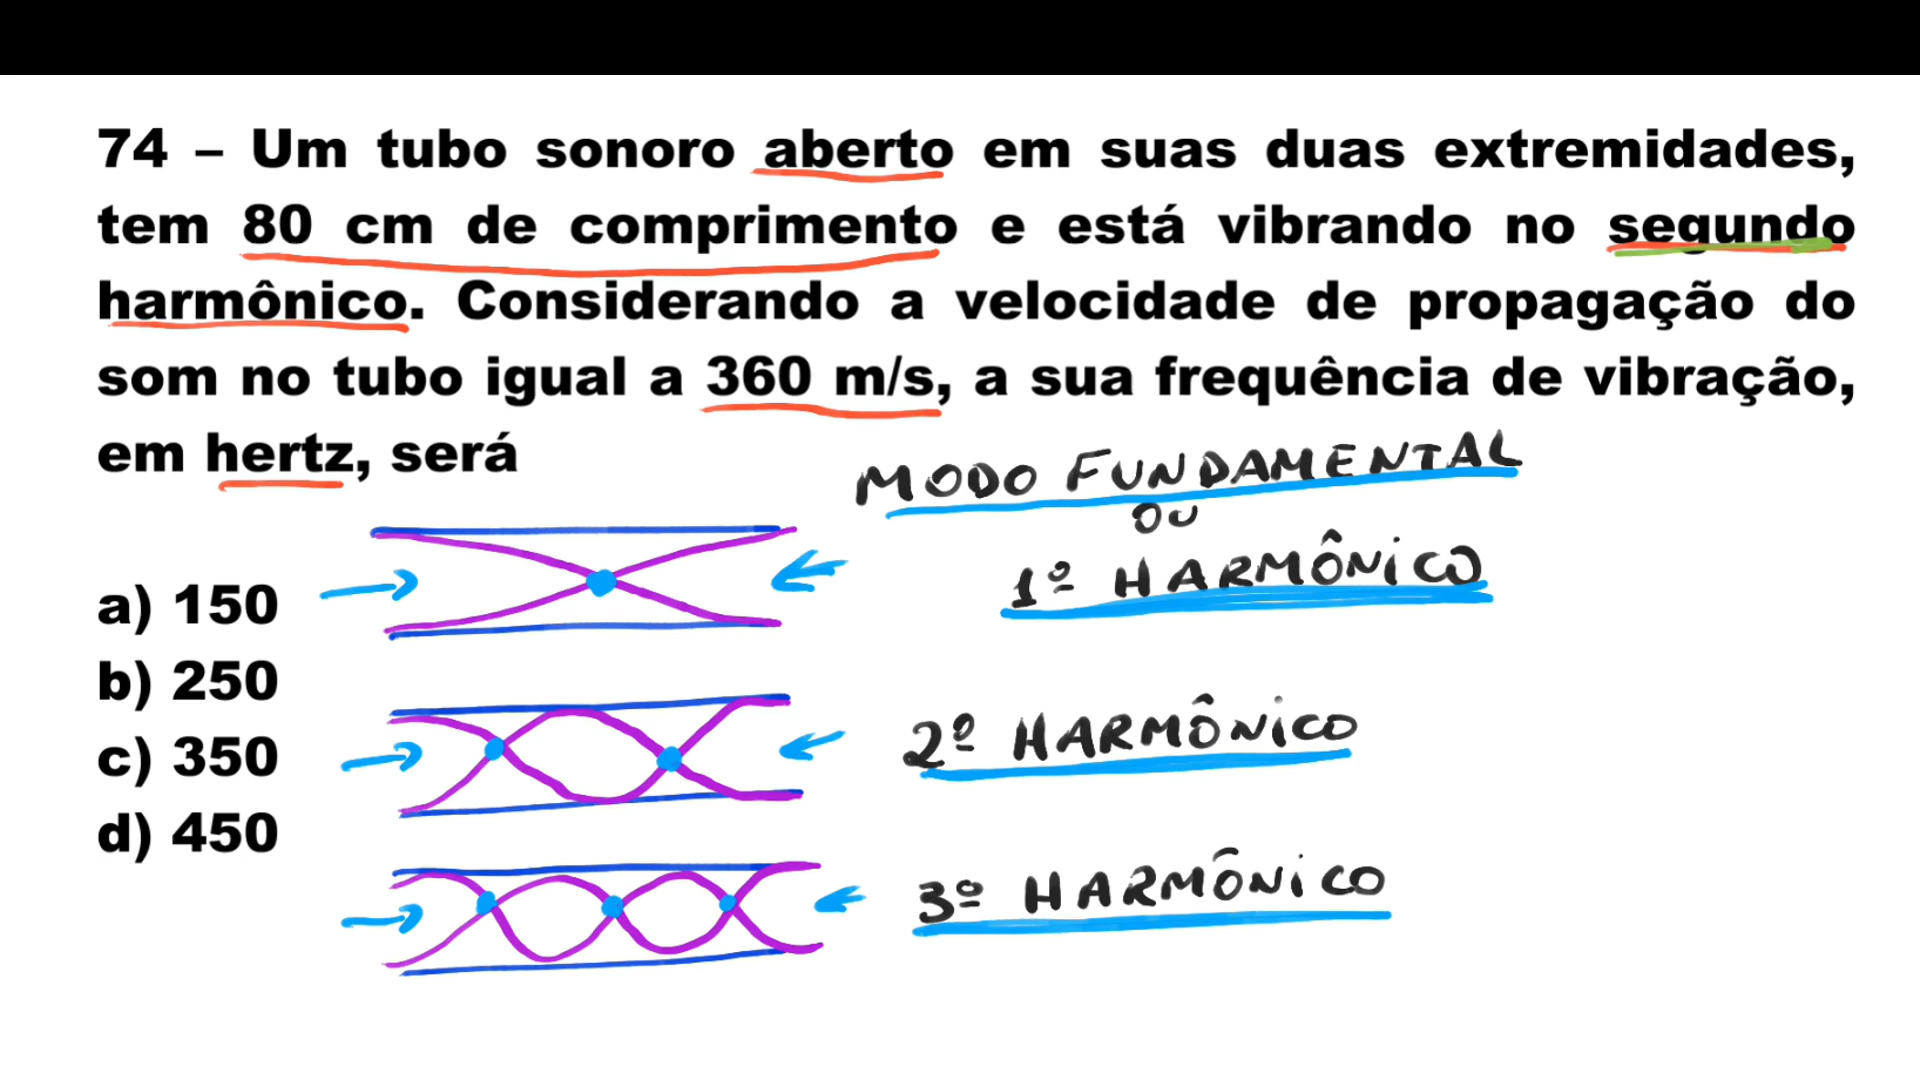 74 – Um tubo sonoro aberto em suas duas extremidades,
tem 80 cm de comprimento e está vibrando no segundo
harmônico. Considerando a velocidade de propagação do
som no tubo igual a 360 m/s, a sua frequência de vibração,
em hertz, será
MODO FUNDAMENTAL
OU
1º HARMÔNICO
a) 150
b) 250
2º HARMÔNICO
c) 350
d) 450
3º HARMÔNICO